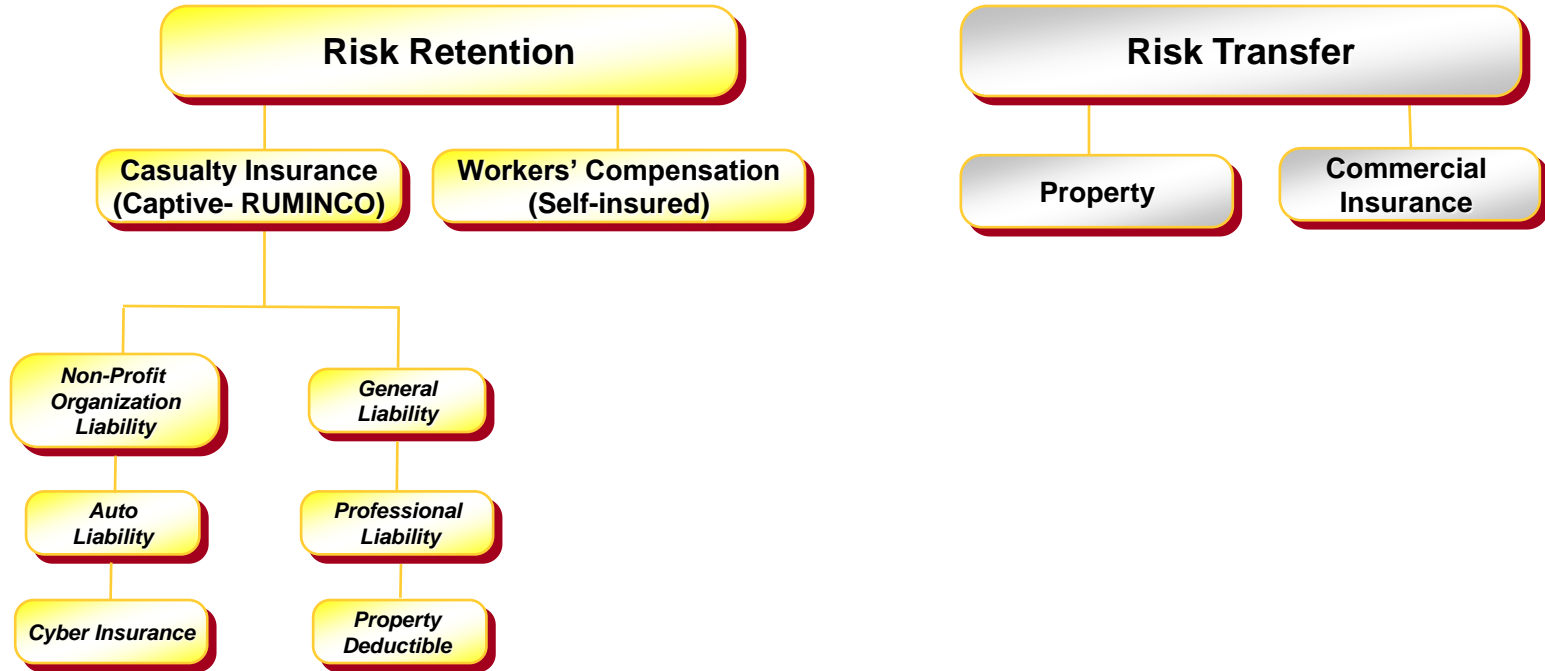 Risk Retention
Risk Transfer
Casualty Insurance
(Captive- RUMINCO)
Workers’ Compensation
(Self-insured)
Property
Commercial
Insurance
Non-Profit
Organization
Liability
General
Liability
Auto
Liability
Professional
Liability
Cyber Insurance
Property
Deductible